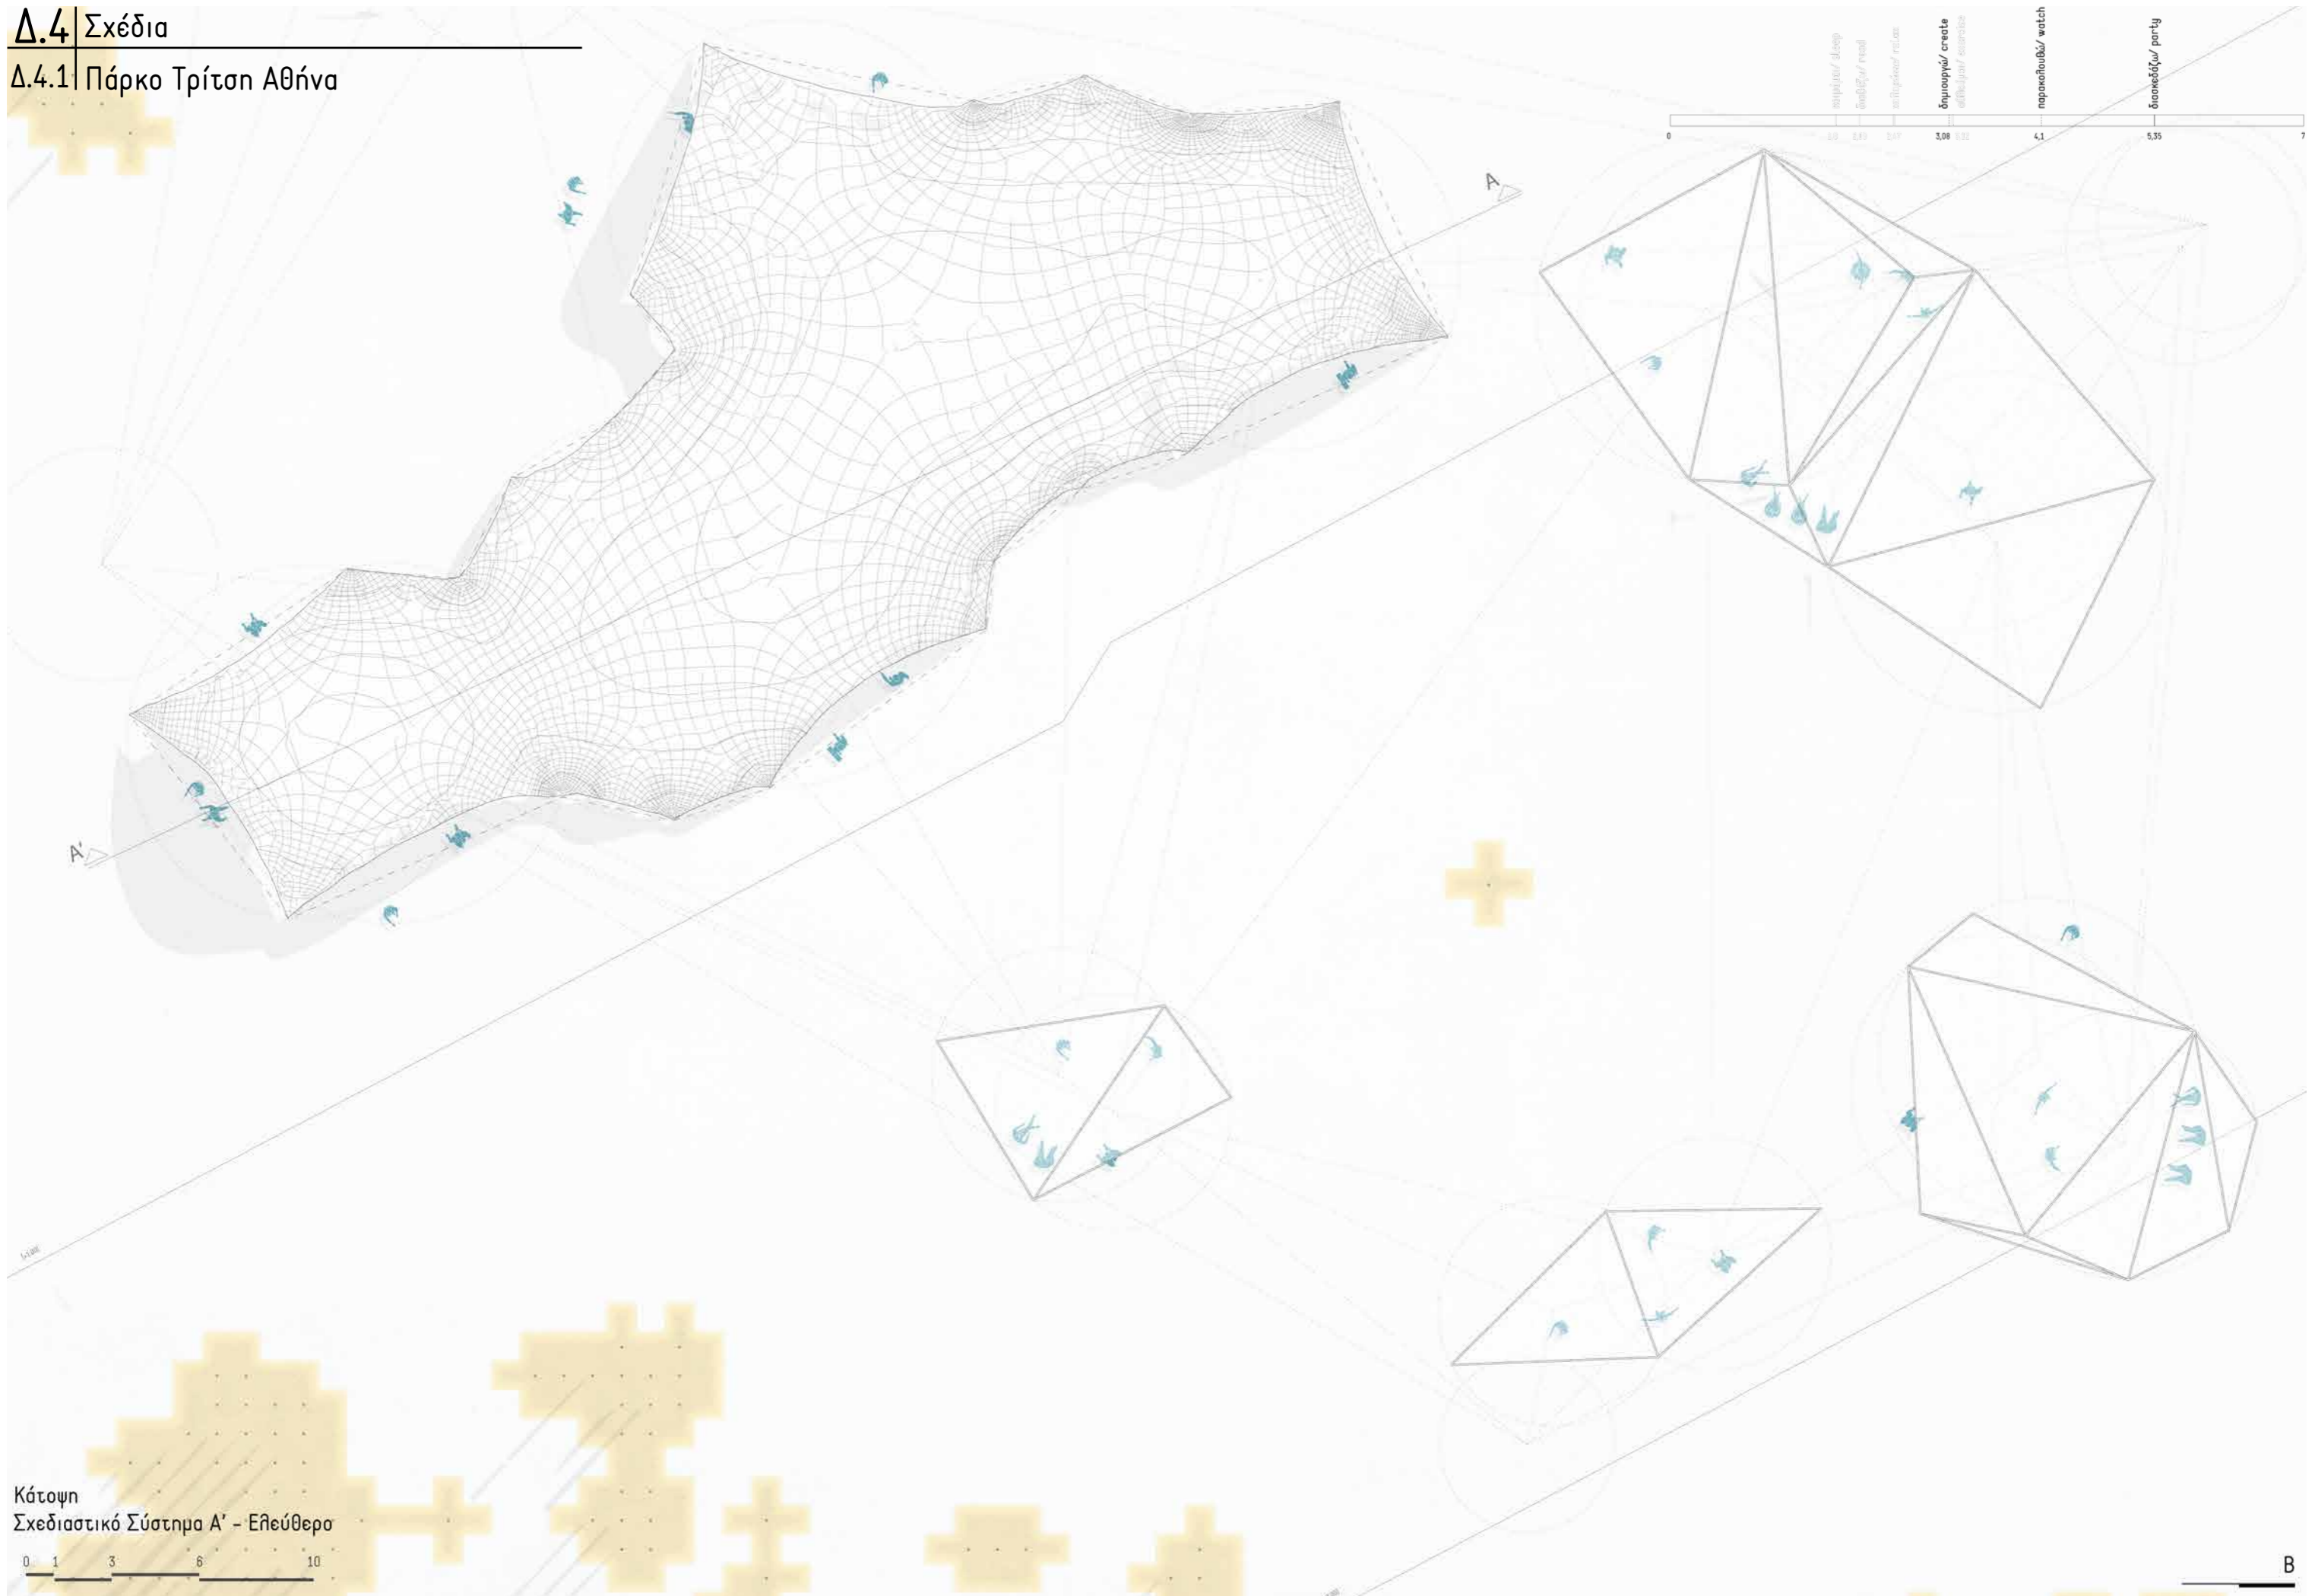 Δ.4 Σχέδια
Δ.4.1 Πάρκο Τρίτση Αθήνα
δημιουργώ/ create
παρακολουθώ/ watch
διασκεδάζω/ party
0 3,08 4,1 5,35 7
A
A'
Κάτοψη
Σχεδιαστικό Σύστημα Α' - Ελεύθερο
0 1 3 6 10
B